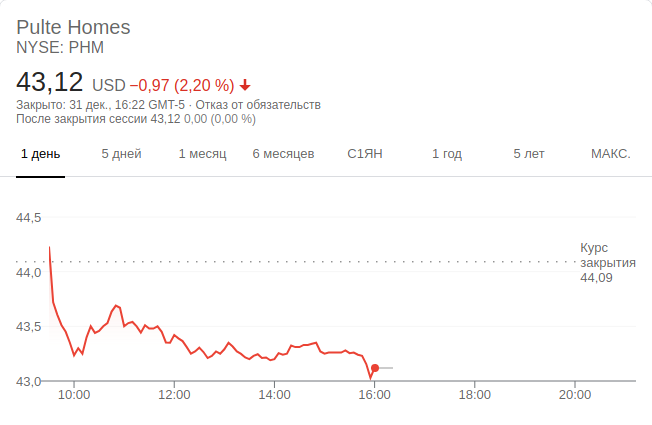 Pulte Homes
NYSE: PHM
43,12 USD −0,97 (2,20 %)
Закрыто: 31 дек., 16:22 GMT-5 · Отказ от обязательств
После закрытия сессии 43,12 0,00 (0,00 %)
1 день 5 дней 1 месяц 6 месяцев С1ЯН 1 год 5 лет МАКС.
44,5
Курс
закрытия
44,09
44,0
43,5
43,0
10:00 12:00 14:00 16:00 18:00 20:00